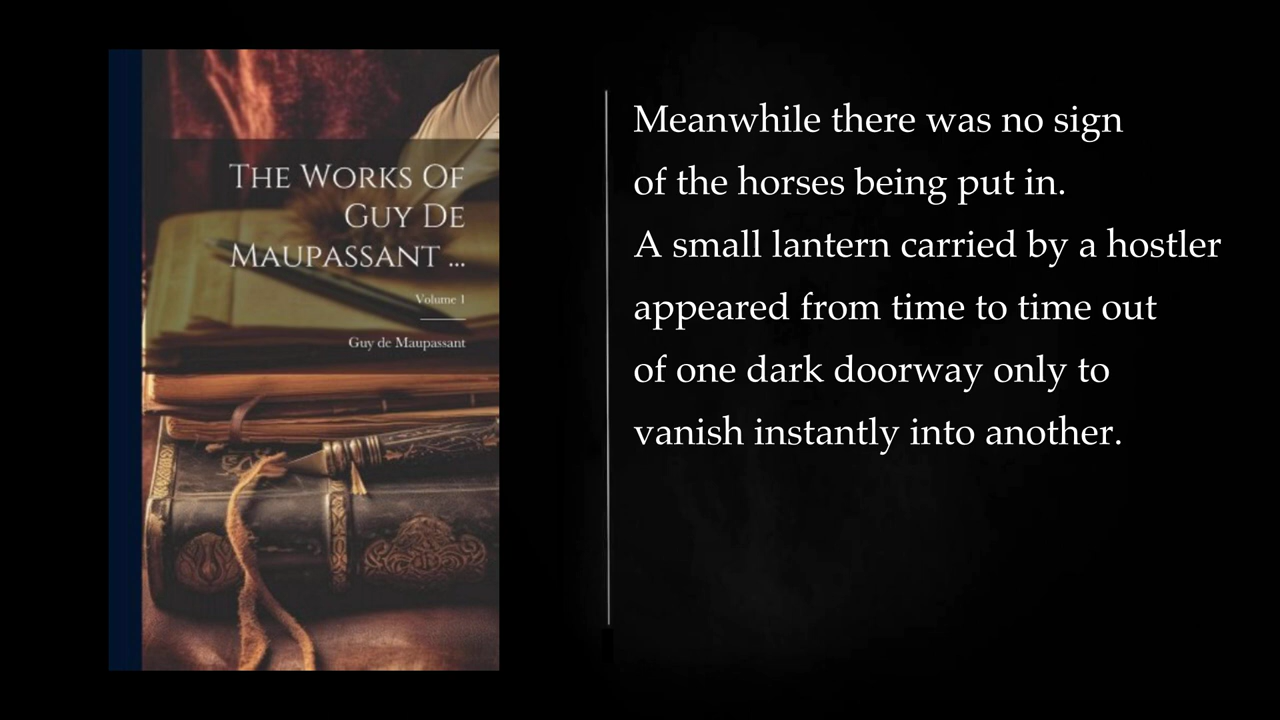 The Works Of
Guy De
Maupassant ...
Volume 1
Guy de Maupassant
Meanwhile there was no sign
of the horses being put in.
A small lantern carried by a hostler
appeared from time to time out
of one dark doorway only to
vanish instantly into another.